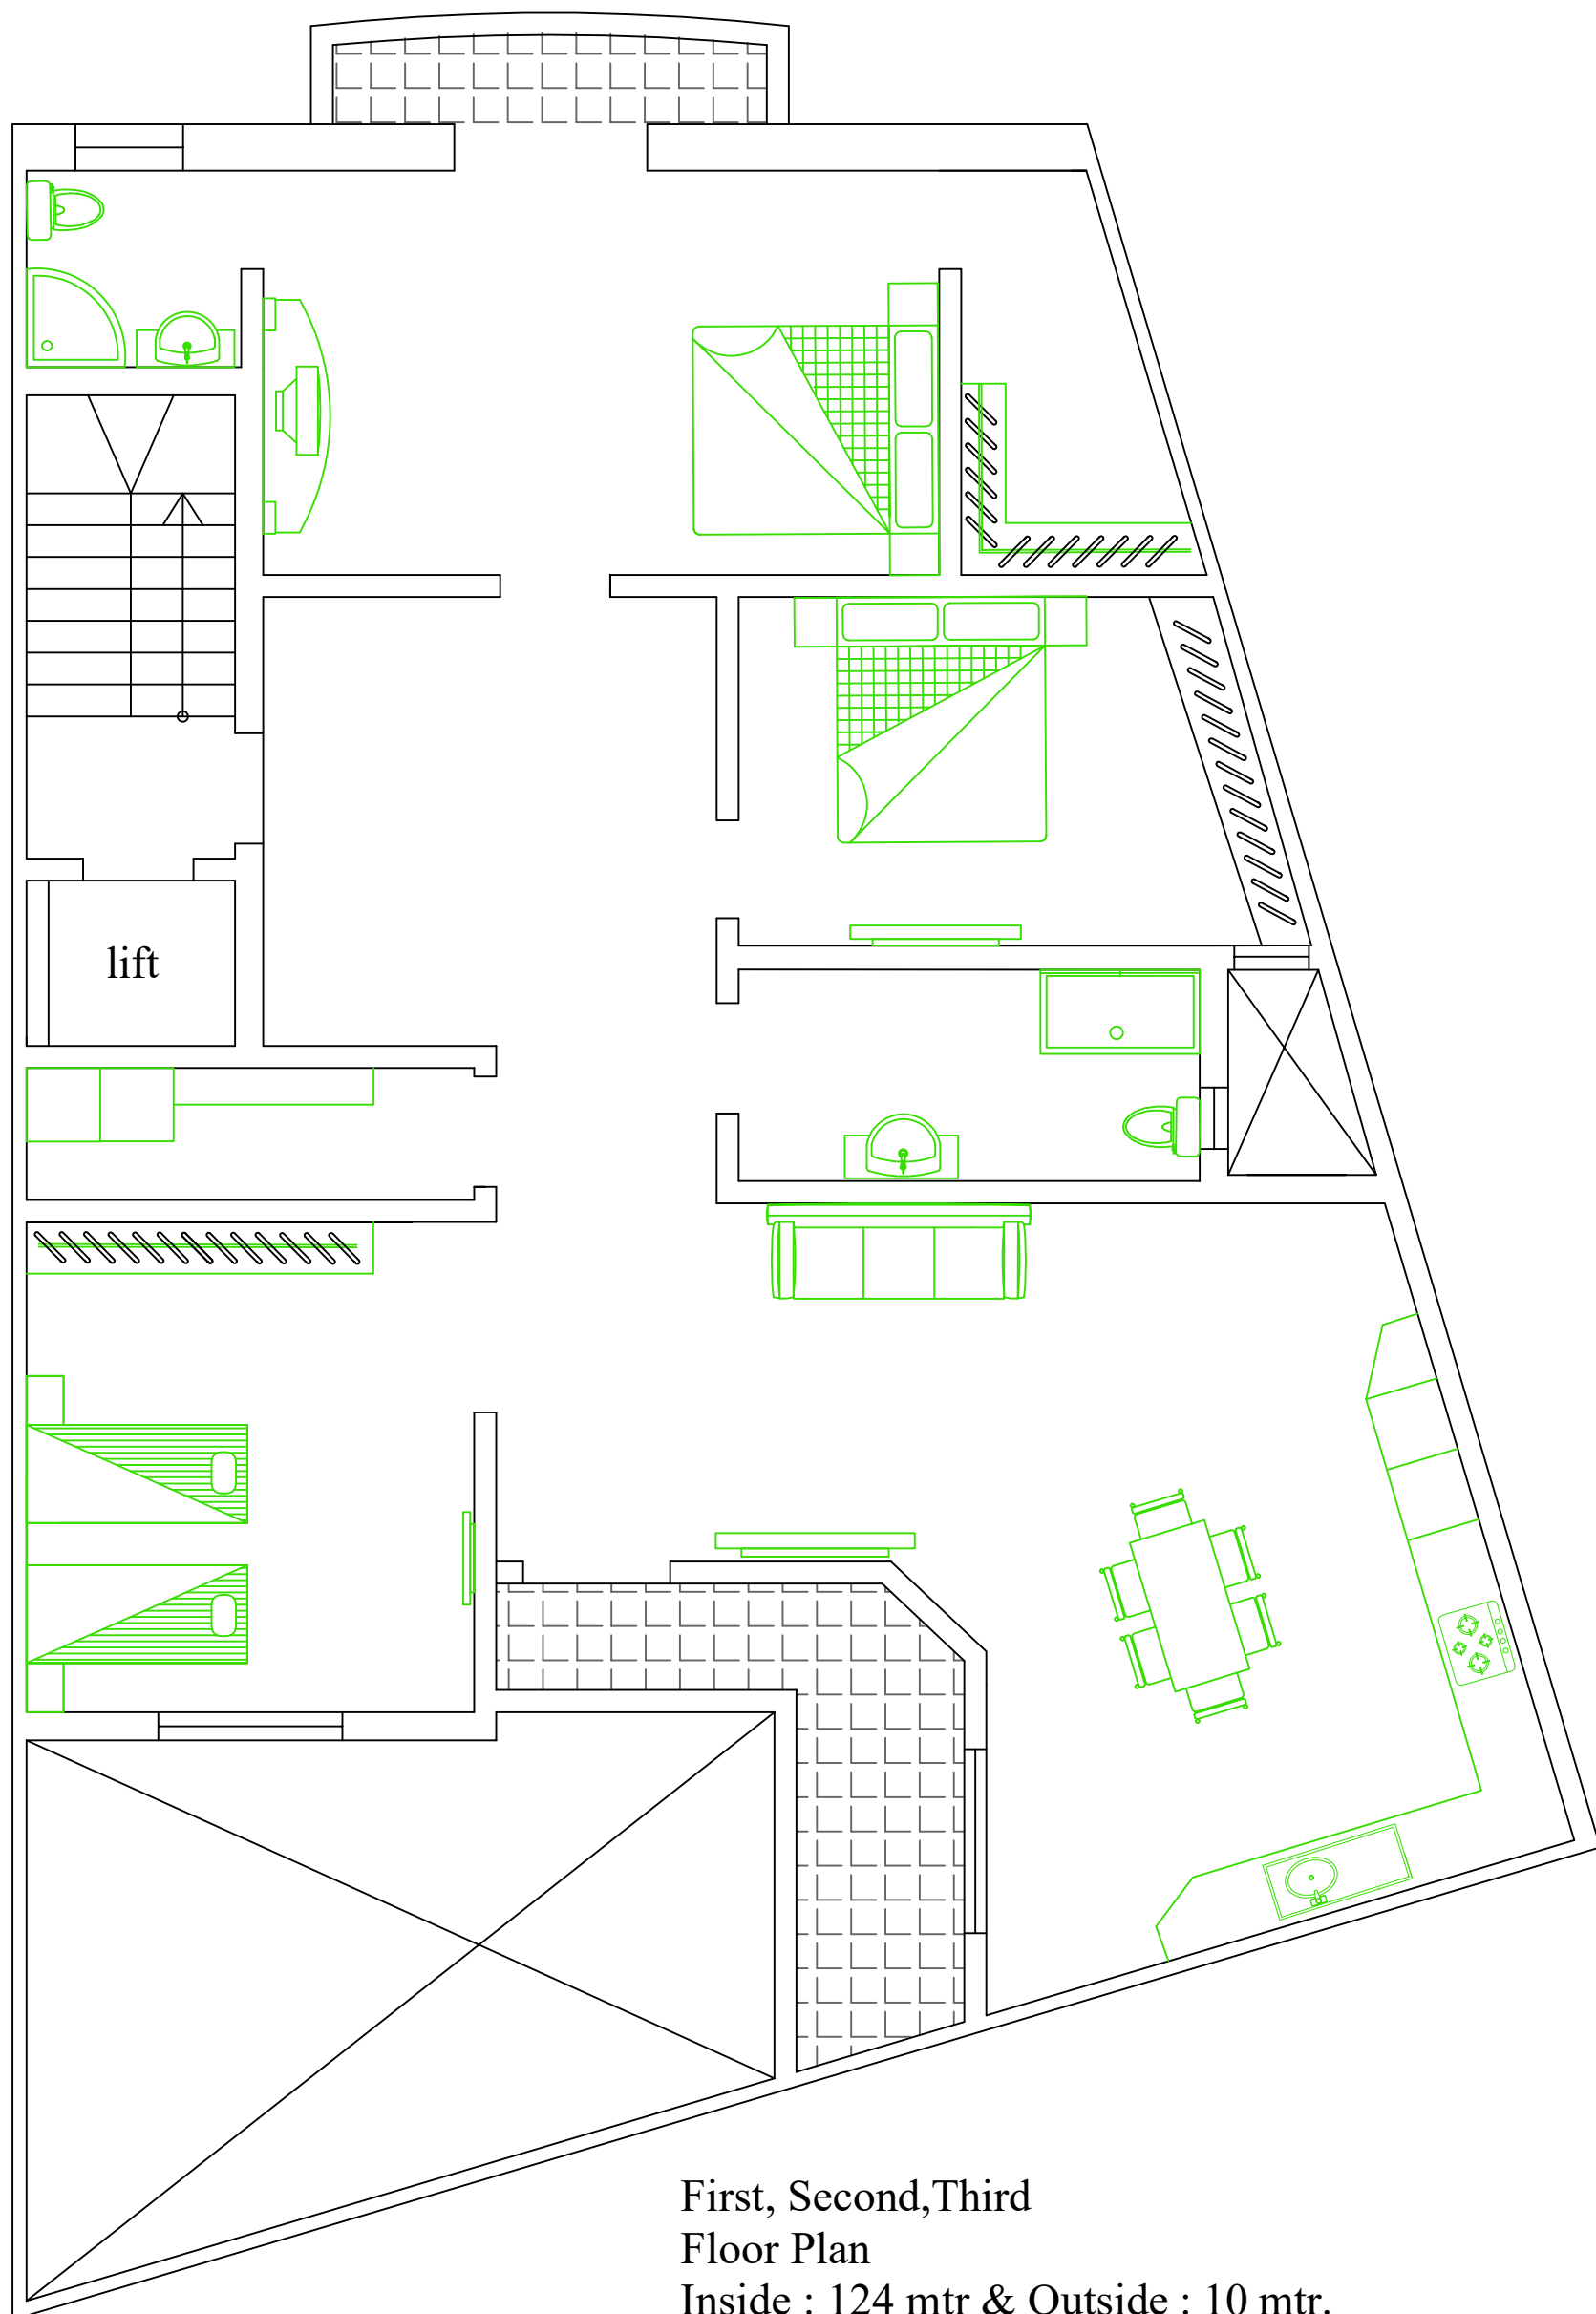 lift
First, Second,Third
Floor Plan
Inside : 124 mtr & Outside : 10 mtr.